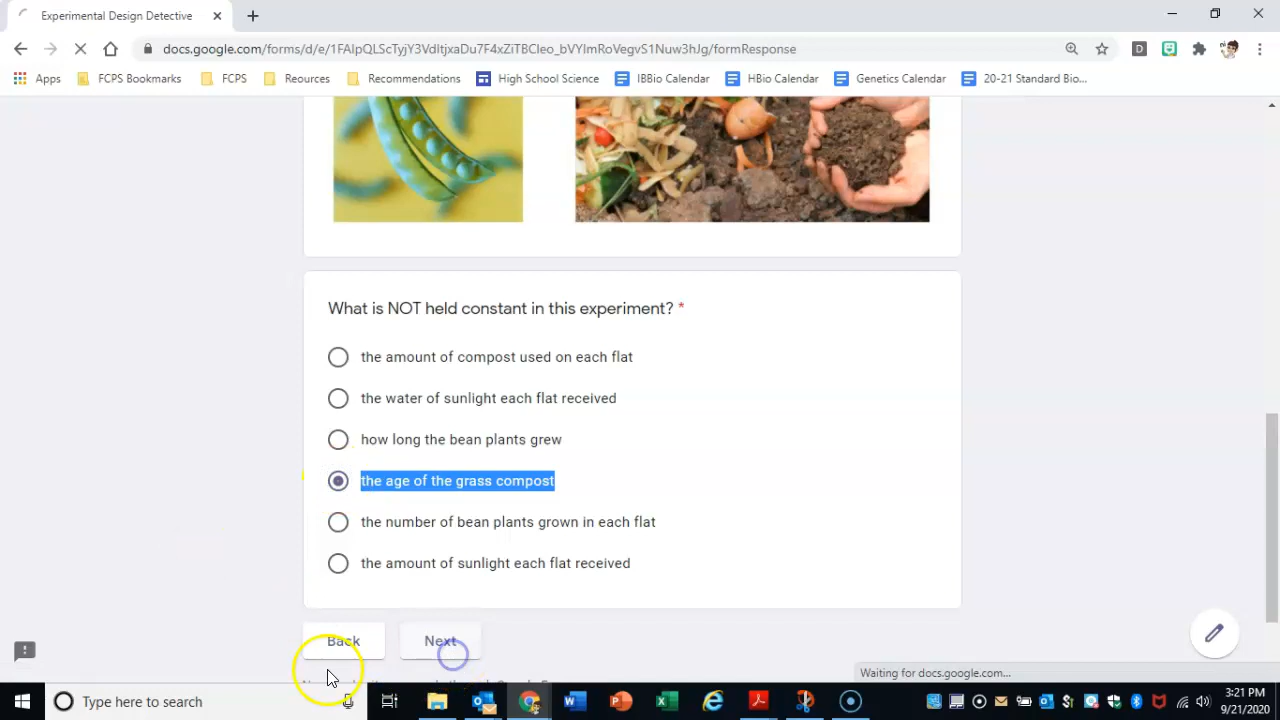 Experimental Design Detective
docs.google.com/forms/d/e/1FAIpQLScTyjY3VdltjxaDu7F4xZiTBCleo_bVYlmRoVegvS1Nuw3hJg/formResponse
Apps FCPS Bookmarks FCPS Reources Recommendations High School Science IBBio Calendar HBio Calendar Genetics Calendar 20-21 Standard Bio...
What is NOT held constant in this experiment? *
the amount of compost used on each flat
the water of sunlight each flat received
how long the bean plants grew
the age of the grass compost
the number of bean plants grown in each flat
the amount of sunlight each flat received
Back Next
Waiting for docs.google.com...
Type here to search
3:21 PM
9/21/2020